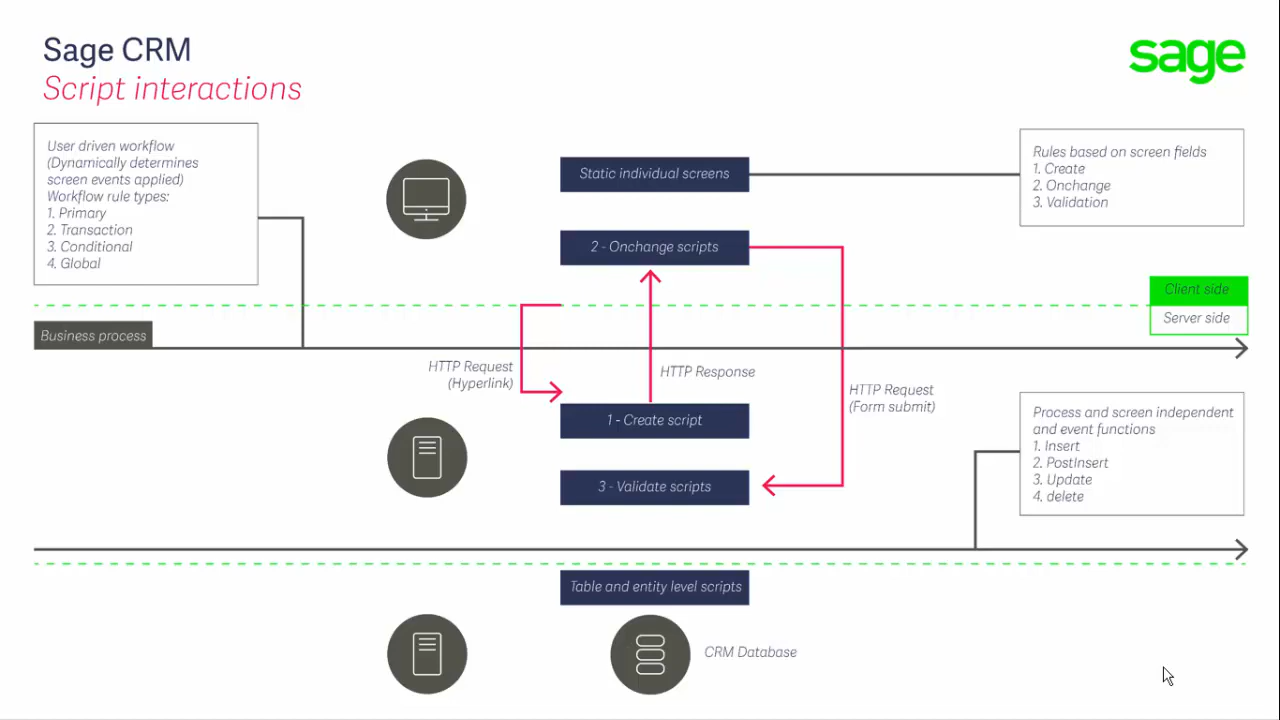 Sage CRM
Script interactions
sage
User driven workflow
(Dynamically determines
screen events applied)
Workflow rule types:
1. Primary
2. Transaction
3. Conditional
4. Global
Static individual screens
Rules based on screen fields
1. Create
2. Onchange
3. Validation
2 - Onchange scripts
Client side
Server side
Business process
HTTP Request
(Hyperlink)
HTTP Response
HTTP Request
(Form submit)
1 - Create script
3 - Validate scripts
Process and screen independent
and event functions
1. Insert
2. PostInsert
3. Update
4. delete
Table and entity level scripts
CRM Database